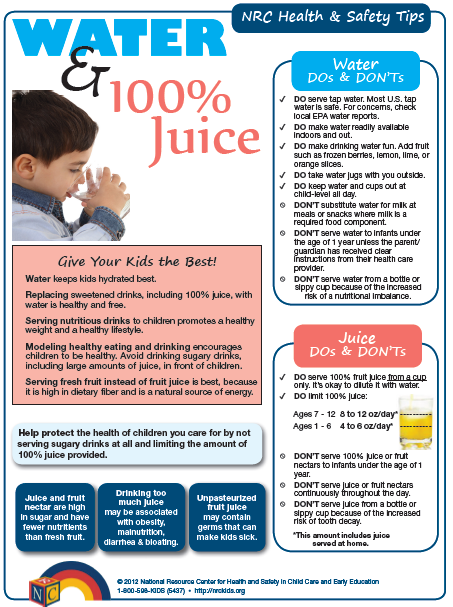 NRC Health & Safety Tips
WATER
&
100%
Juice
Give Your Kids the Best!
Water keeps kids hydrated best.
Replacing sweetened drinks, including 100% juice, with
water is healthy and free.
Serving nutritious drinks to children promotes a healthy
weight and a healthy lifestyle.
Modeling healthy eating and drinking encourages
children to be healthy. Avoid drinking sugary drinks,
including large amounts of juice, in front of children.
Serving fresh fruit instead of fruit juice is best, because
it is high in dietary fiber and is a natural source of energy.
Help protect the health of children you care for by not
serving sugary drinks at all and limiting the amount of
100% juice provided.
Juice and fruit
nectar are high
in sugar and have
fewer nutrients
than fresh fruit.
Drinking too
much juice
may be associated
with obesity,
malnutrition,
diarrhea & bloating.
Unpasteurized
fruit juice
may contain
germs that can
make kids sick.
Water
DOs & DON'Ts
✓ DO serve tap water. Most U.S. tap
water is safe. For concerns, check
local EPA water reports.
✓ DO make water readily available
indoors and out.
✓ DO make drinking water fun. Add fruit
such as frozen berries, lemon, lime, or
orange slices.
✓ DO take water jugs with you outside.
✓ DO keep water and cups out at
child-level all day.
DON'T substitute water for milk at
meals or snacks where milk is a
required food component.
DON'T serve water to infants under
the age of 1 year unless the parent/
guardian has received clear
instructions from their health care
provider.
DON'T serve water from a bottle or
sippy cup because of the increased
risk of a nutritional imbalance.
Juice
DOs & DON'Ts
✓ DO serve 100% fruit juice from a cup
only. It's okay to dilute it with water.
✓ DO limit 100% juice:
Ages 7 - 12 8 to 12 oz/day*
Ages 1 - 6 4 to 6 oz/day*
DON'T serve 100% juice or fruit
nectars to infants under the age of 1
year.
DON'T serve juice or fruit nectars
continuously throughout the day.
DON'T serve juice from a bottle or
sippy cup because of the increased
risk of tooth decay.
*This amount includes juice
served at home.
NRC
© 2012 National Resource Center for Health and Safety in Child Care and Early Education
1-800-598-KIDS (5437) • http://nrckids.org